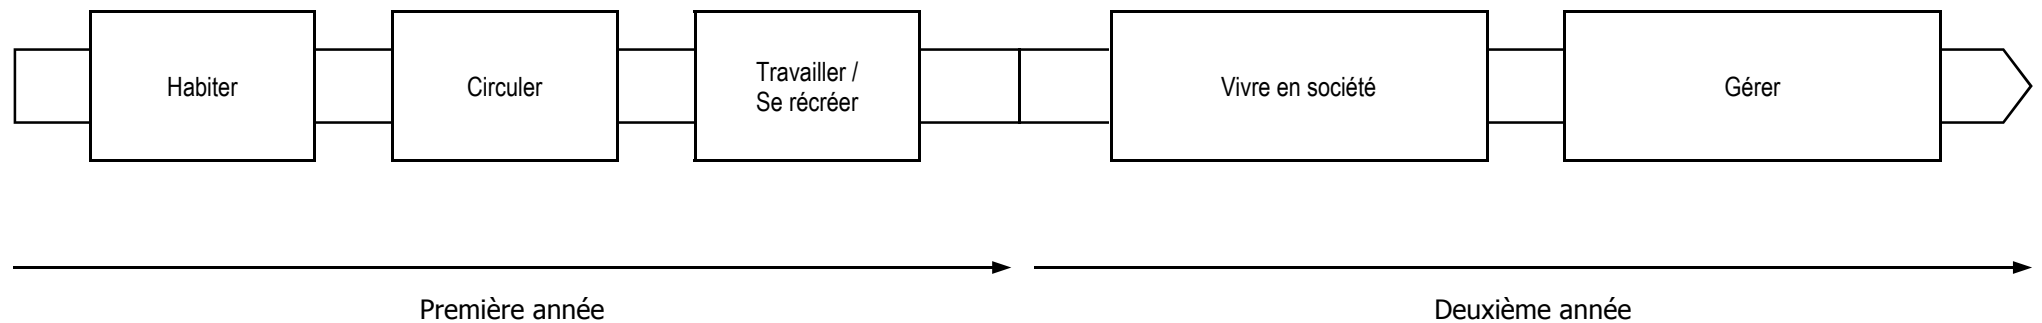 Habiter
Circuler
Travailler /
Se récréer
Vivre en société
Gérer
Première année
Deuxième année